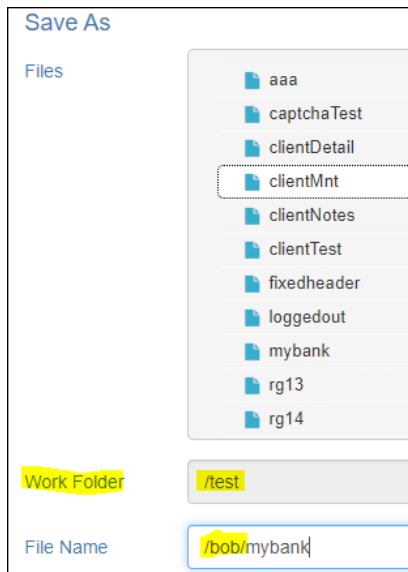 Save As
Files
aaa
captchaTest
clientDetail
clientMnt
clientNotes
clientTest
fixedheader
loggedout
mybank
rg13
rg14
Work Folder /test
File Name /bob/mybank